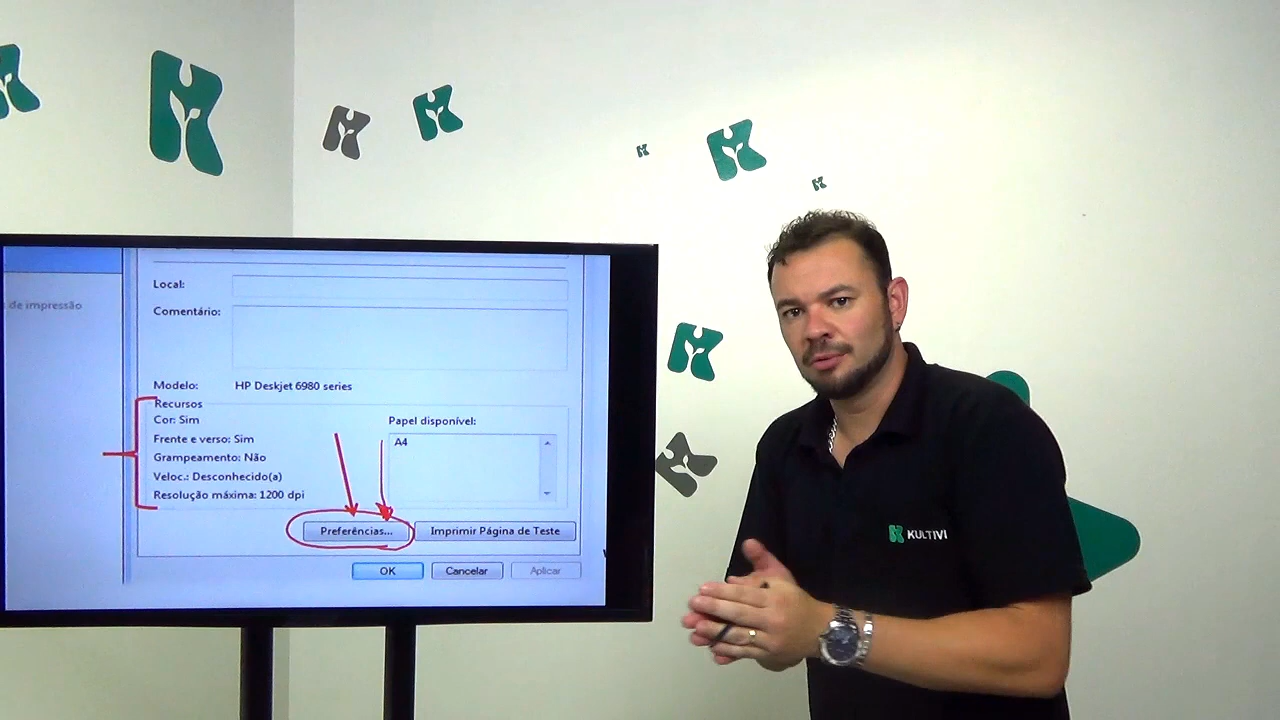 de impressão
Local:
Comentário:
Modelo: HP Deskjet 6980 series
Recursos
Cor: Sim
Papel disponível:
Frente e verso: Sim
A4
Grampeamento: Não
Veloc.: Desconhecido(a)
Resolução máxima: 1200 dpi
Preferências... Imprimir Página de Teste
OK Cancelar Aplicar
KULTIVI